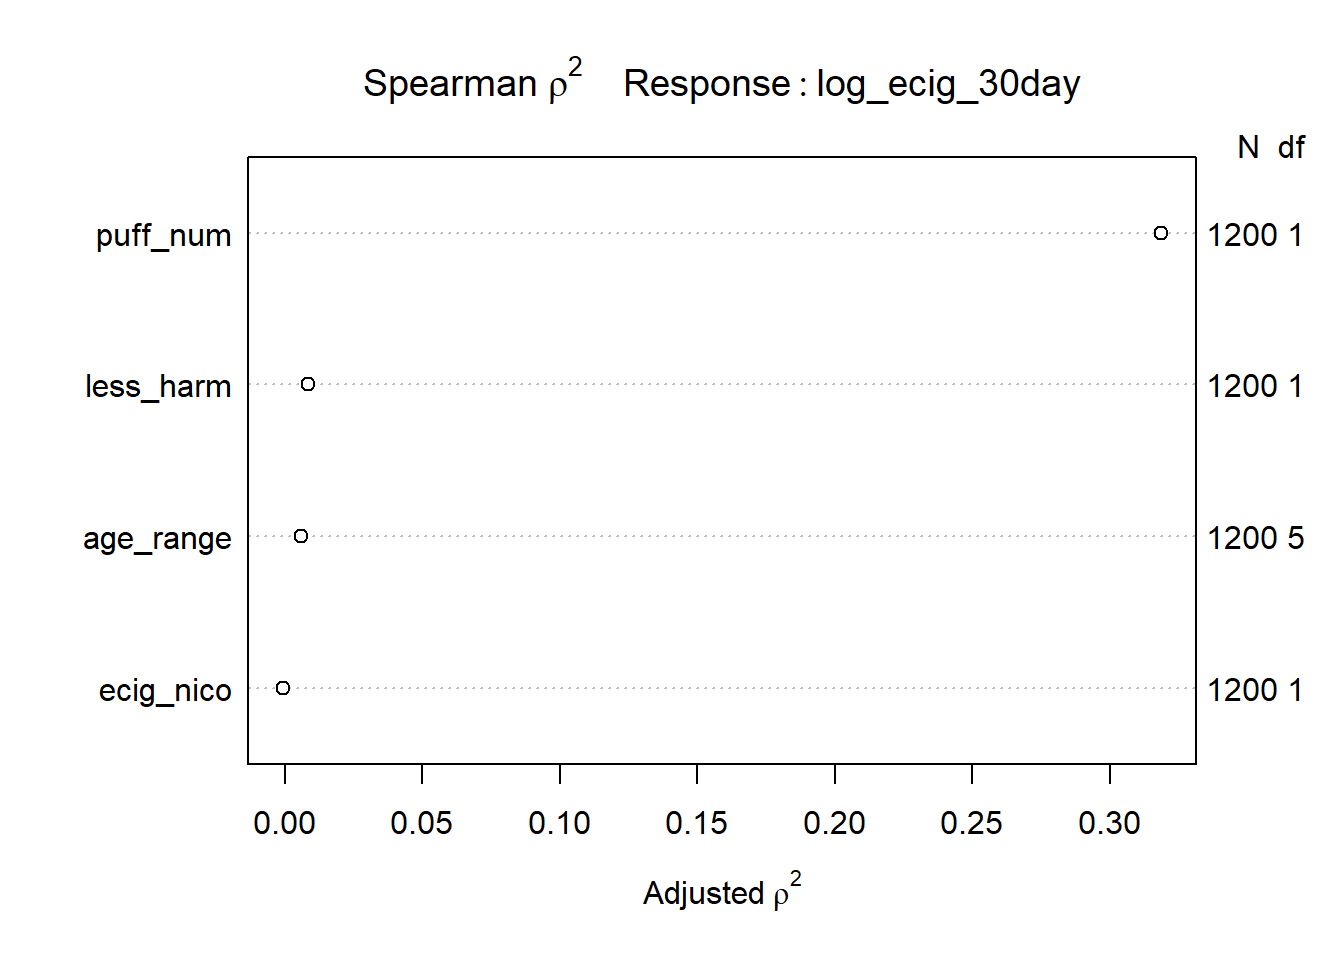 Spearman ρ² Response : log_ecig_30day
N df
puff_num 1200 1
less_harm 1200 1
age_range 1200 5
ecig_nico 1200 1
0.00 0.05 0.10 0.15 0.20 0.25 0.30
Adjusted ρ²